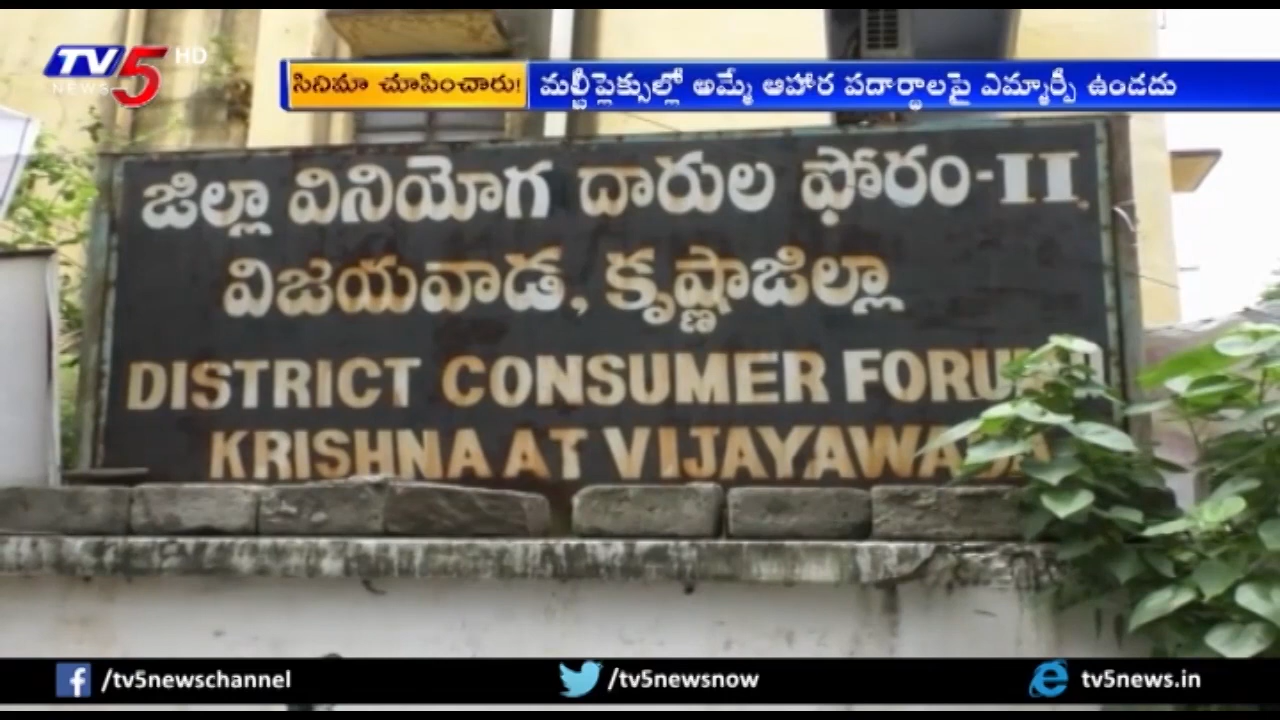 TV5 HD
NEWS
సినిమా చూపించారు! మల్టీప్లెక్సుల్లో అమ్మే ఆహార పదార్థాలపై ఎమ్మార్పీ ఉండదు
జిల్లా వినియోగ దారుల ఫోరం-II
విజయవాడ, కృష్ణాజిల్లా
DISTRICT CONSUMER FORUM
KRISHNA AT VIJAYAWADA
/tv5newschannel /tv5newsnow tv5news.in